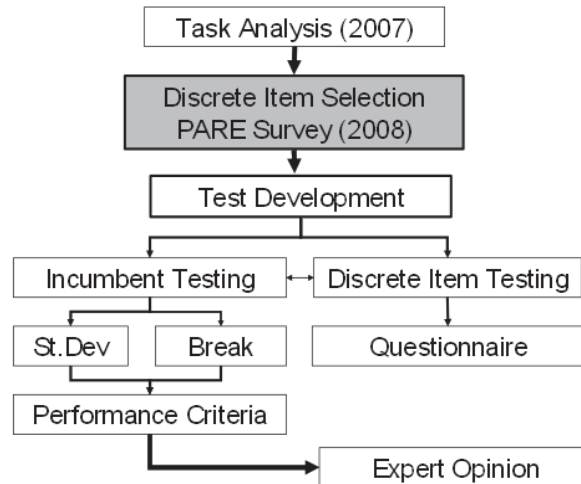 Task Analysis (2007)
Discrete Item Selection
PARE Survey (2008)
Test Development
Incumbent Testing
Discrete Item Testing
St.Dev
Break
Questionnaire
Performance Criteria
Expert Opinion